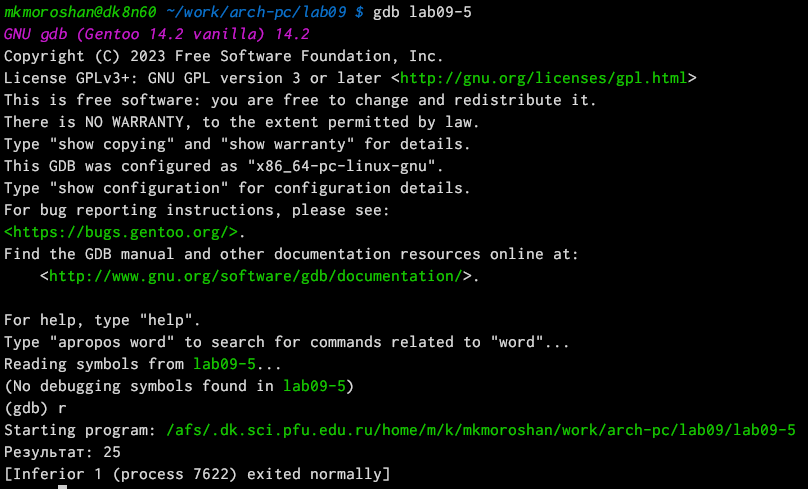 mkmoroshan@dk8n60 ~/work/arch-pc/lab09 $ gdb lab09-5
GNU gdb (Gentoo 14.2 vanilla) 14.2
Copyright (C) 2023 Free Software Foundation, Inc.
License GPLv3+: GNU GPL version 3 or later <http://gnu.org/licenses/gpl.html>
This is free software: you are free to change and redistribute it.
There is NO WARRANTY, to the extent permitted by law.
Type "show copying" and "show warranty" for details.
This GDB was configured as "x86_64-pc-linux-gnu".
Type "show configuration" for configuration details.
For bug reporting instructions, please see:
<https://bugs.gentoo.org/>.
Find the GDB manual and other documentation resources online at:
    <http://www.gnu.org/software/gdb/documentation/>.

For help, type "help".
Type "apropos word" to search for commands related to "word"...
Reading symbols from lab09-5...
(No debugging symbols found in lab09-5)
(gdb) r
Starting program: /afs/.dk.sci.pfu.edu.ru/home/m/k/mkmoroshan/work/arch-pc/lab09/lab09-5
Результат: 25
[Inferior 1 (process 7622) exited normally]